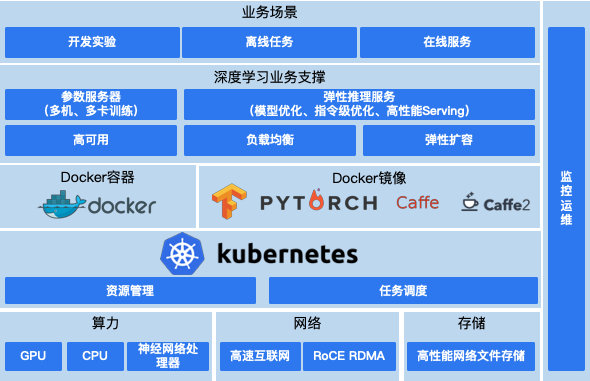 业务场景
开发实验
离线任务
在线服务
深度学习业务支撑
参数服务器
（多机、多卡训练）
弹性推理服务
（模型优化、指令级优化、高性能Serving）
高可用
负载均衡
弹性扩容
Docker容器
docker
Docker镜像
PYTORCH
Caffe
Caffe2
kubernetes
资源管理
任务调度
算力
GPU
CPU
神经网络处
理器
网络
高速互联网
RoCE RDMA
存储
高性能网络文件存储
监
控
运
维